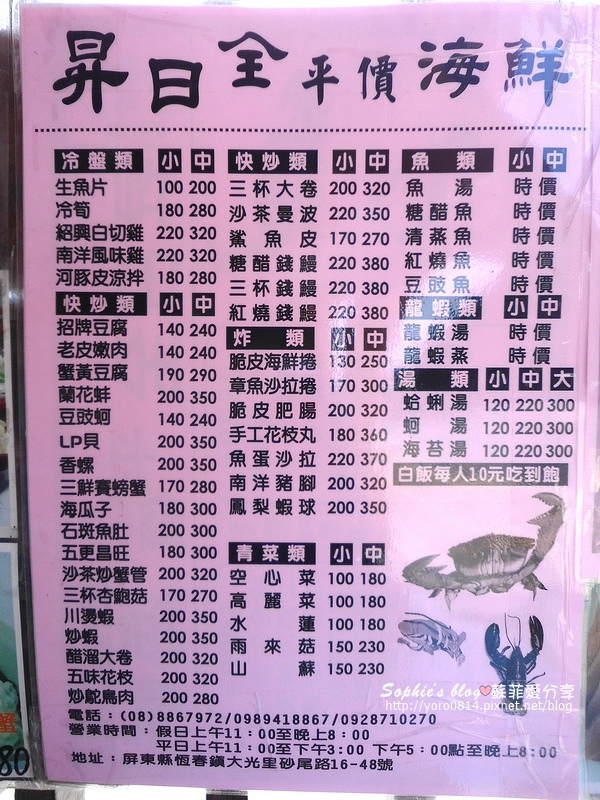 昇日全平價海鮮
冷盤類 小 中
生魚片 100 200
冷筍 180 280
紹興白切雞 220 320
南洋風味雞 220 320
河豚皮涼拌 180 280
快炒類 小 中
招牌豆腐 140 240
老皮嫩肉 140 240
蟹黃豆腐 190 290
蘭花蚌 200 350
豆豉蚵 140 240
LP貝 200 350
香螺 200 350
三鮮賽螃蟹 170 280
海瓜子 180 300
石斑魚肚 200 300
五更昌旺 180 300
沙茶炒蟹管 200 320
三杯杏鮑菇 170 270
川燙蝦 200 350
炒蝦 200 350
醋溜大卷 200 320
五味花枝 200 320
炒鴕鳥肉 200 280
快炒類 小 中
三杯大卷 200 320
沙茶曼波 220 350
鯊魚皮 170 270
糖醋錢鰻 220 380
三杯錢鰻 220 380
紅燒錢鰻 220 380
炸類 小 中
脆皮海鮮捲 130 250
章魚沙拉捲 170 300
脆皮肥腸 200 320
手工花枝丸 180 360
魚蛋沙拉 220 370
南洋豬腳 200 320
鳳梨蝦球 200 350
青菜類 小 中
空心菜 100 180
高麗菜 100 180
水蓮 100 180
雨來菇 150 230
山蘇 150 230
魚類 小 中
魚湯 時價
糖醋魚 時價
清蒸魚 時價
紅燒魚 時價
豆豉魚 時價
龍蝦類 小 中
龍蝦湯 時價
龍蝦蒸 時價
湯類 小 中 大
蛤蜊湯 120 220 300
蚵湯 120 220 300
海苔湯 120 220 300
白飯每人10元吃到飽
Sophie's blog♥蘇菲愛分享
http://yoro0814.pixnet.net/blog
電話：(08)8867972/0989418867/0928710270
營業時間：假日上午11：00至晚上8：00
平日上午11：00至下午3：00 下午5：00點至晚上8：00
地址：屏東縣恆春鎮大光里砂尾路16-48號
80